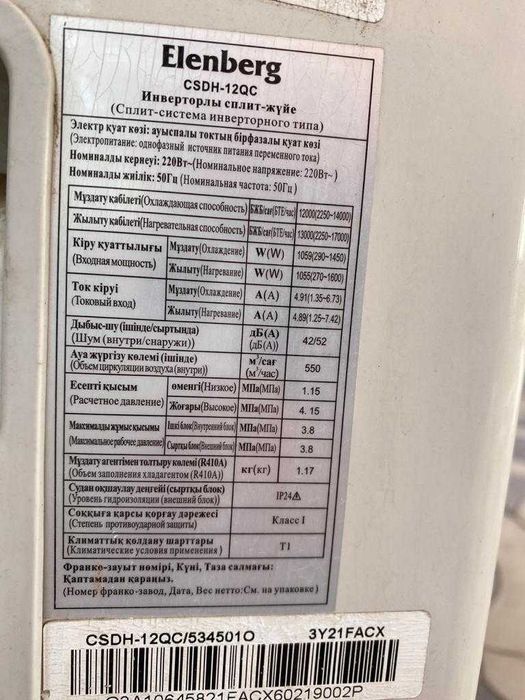 Elenberg
CSDH-12QC
Инверторлы сплит-жүйе
(Сплит-система инверторного типа)
Электр қуат көзі: ауыспалы токтың бірфазалы қуат көзі
(Электропитание: однофазный источник питания переменного тока)
Номиналды кернеуі: 220Вт~(Номинальное напряжение: 220Вт~)
Номиналды жиілік: 50Гц (Номинальная частота: 50Гц)
Мұздату қабілеті(Охлаждающая способность) БЖБ/сағ(БТЕ/час) 12000(2250-14000)
Жылыту қабілеті(Нагревательная способность) БЖБ/сағ(БТЕ/час) 13000(2250-17000)
Кіру қуаттылығы (Входная мощность) Мұздату(Охлаждение) W(W) 1059(290~1450)
Жылыту(Нагревание) W(W) 1055(270~1600)
Ток кіруі (Токовый вход) Мұздату(Охлаждение) A(A) 4.91(1.35~6.73)
Жылыту(Нагревание) A(A) 4.89(1.25~7.42)
Дыбыс-шу (ішінде/сыртында) дБ(А) 42/52
(Шум (внутри/снаружи)) (дБ(А))
Ауа жүргізу көлемі (ішінде) м³/сағ 550
(Объем циркуляции воздуха (внутри)) (м³/час)
Есепті қысым (Расчетное давление) өменгі(Низкое) МПа(МПа) 1.15
Жоғары(Высокое) МПа(МПа) 4.15
Максималды жұмыс қысымы (Максимальное рабочее давление) Ішкі блок(Внутренний блок) МПа(МПа) 3.8
Сыртқы блок(Внешний блок) МПа(МПа) 3.8
Мұздату агентімен толтыру көлемі (R410A) кг(кг) 1.17
(Объем заполнения хладагентом (R410A))
Судан оқшаулау деңгейі (сыртқы блок) IP24
(Уровень гидроизоляции (внешний блок))
Соққыға қарсы қорғау дәрежесі Класс I
(Степень противоударной защиты)
Климаттық қолдану шарттары T1
(Климатические условия применения)
Франко-зауыт нөмірі, Күні, Таза салмағы:
Қаптамадан қараңыз.
(Номер франко-завод, Дата, Вес нетто:См. на упаковке)
CSDH-12QC/534501O 3Y21FACX